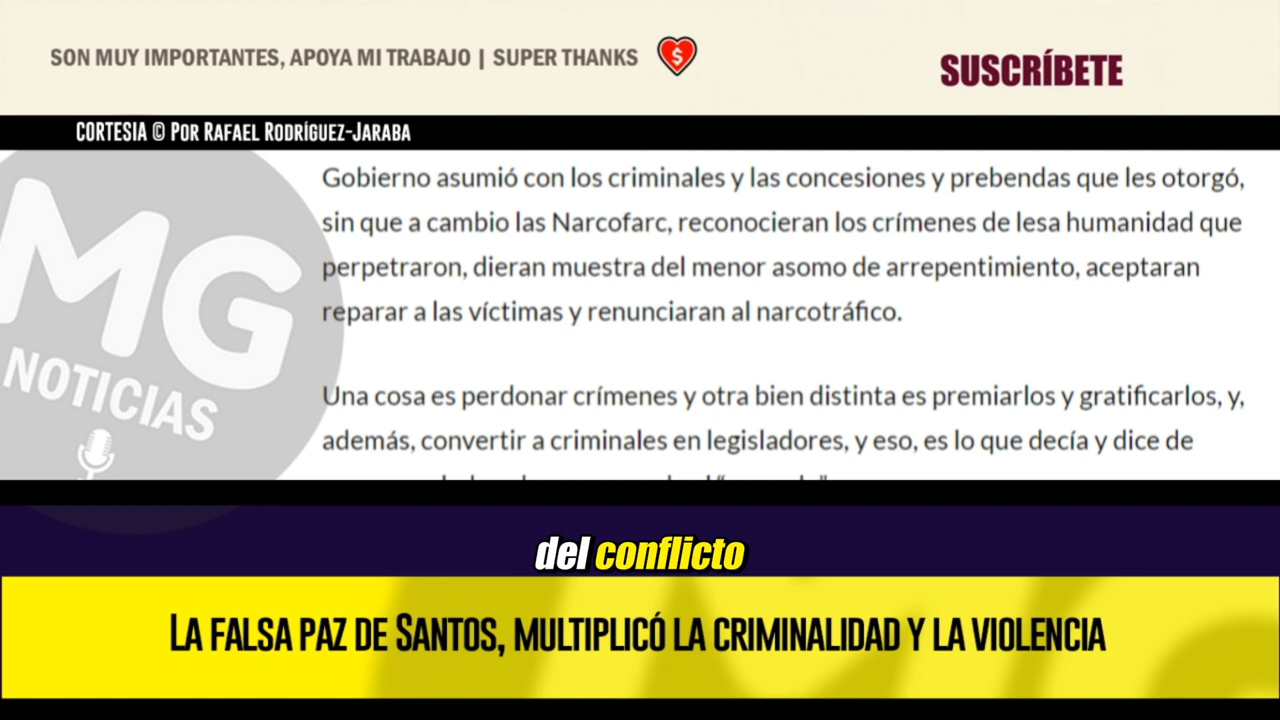 SON MUY IMPORTANTES, APOYA MI TRABAJO | SUPER THANKS
$
SUSCRÍBETE
CORTESIA © POR RAFAEL RODRÍGUEZ-JARABA
Gobierno asumió con los criminales y las concesiones y prebendas que les otorgó,
sin que a cambio las Narcofarc, reconocieran los crímenes de lesa humanidad que
perpetraron, dieran muestra del menor asomo de arrepentimiento, aceptaran
reparar a las víctimas y renunciaran al narcotráfico.
Una cosa es perdonar crímenes y otra bien distinta es premiarlos y gratificarlos, y,
además, convertir a criminales en legisladores, y eso, es lo que decía y dice de
MG
NOTICIAS
del conflicto
LA FALSA PAZ DE SANTOS, MULTIPLICÓ LA CRIMINALIDAD Y LA VIOLENCIA